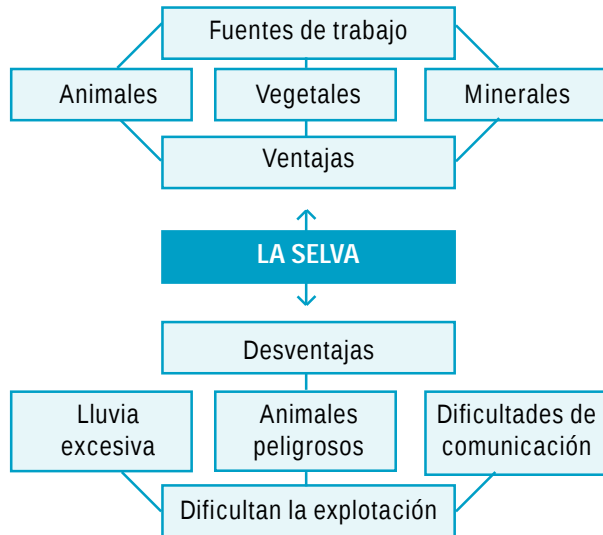 Fuentes de trabajo
Animales
Vegetales
Minerales
Ventajas
LA SELVA
Desventajas
Lluvia
excesiva
Animales
peligrosos
Dificultades de
comunicación
Dificultan la explotación